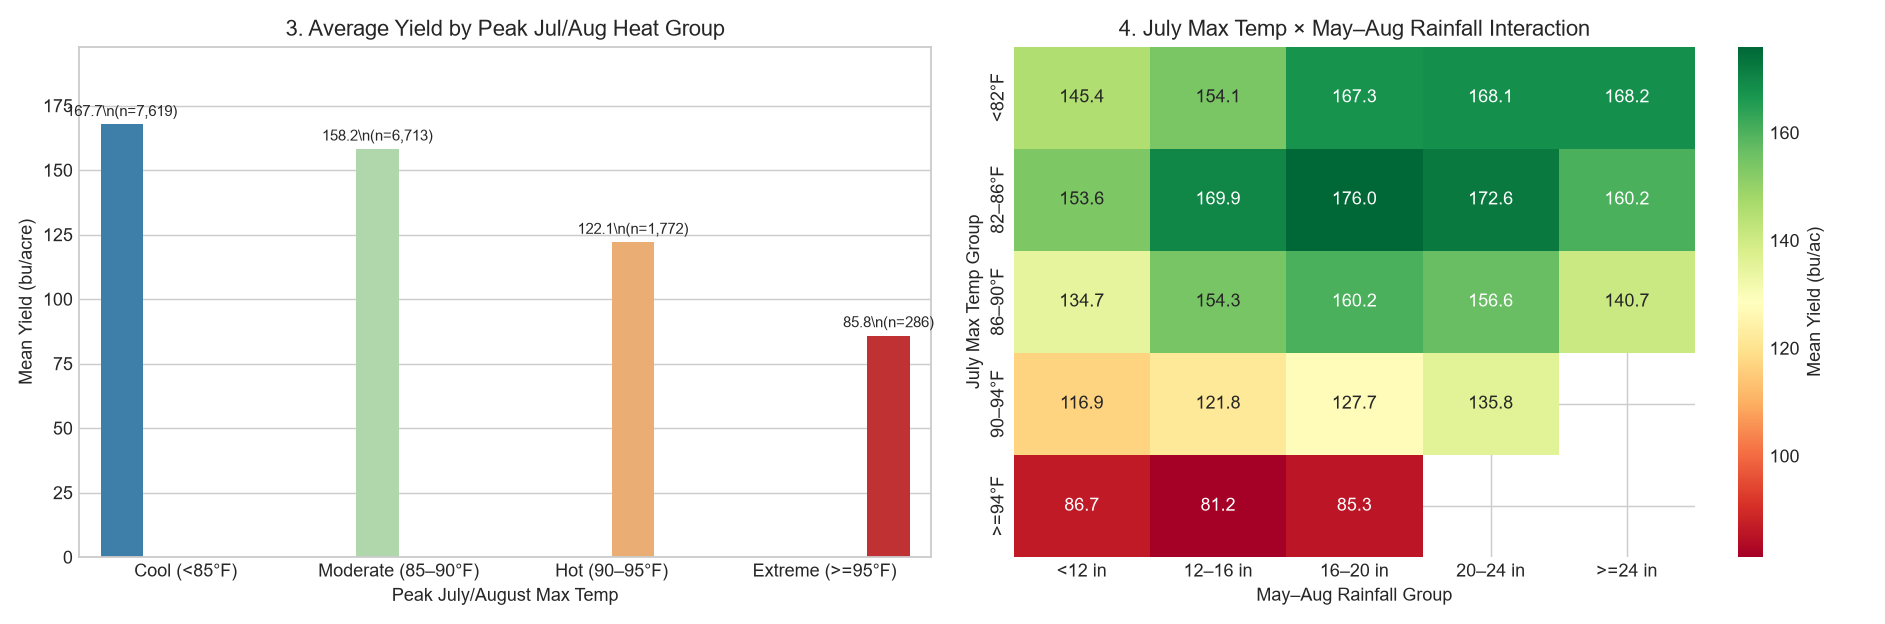 3. Average Yield by Peak Jul/Aug Heat Group
Mean Yield (bu/acre)
175
150
125
100
75
50
25
0
167.7\n(n=7,619)
158.2\n(n=6,713)
122.1\n(n=1,772)
85.8\n(n=286)
Cool (<85°F)
Moderate (85–90°F)
Hot (90–95°F)
Extreme (>=95°F)
Peak July/August Max Temp
4. July Max Temp × May–Aug Rainfall Interaction
July Max Temp Group
<82°F
145.4 154.1 167.3 168.1 168.2
82–86°F
153.6 169.9 176.0 172.6 160.2
86–90°F
134.7 154.3 160.2 156.6 140.7
90–94°F
116.9 121.8 127.7 135.8
>=94°F
86.7 81.2 85.3
<12 in
12–16 in
16–20 in
20–24 in
>=24 in
May–Aug Rainfall Group
160
140
120
100
Mean Yield (bu/ac)